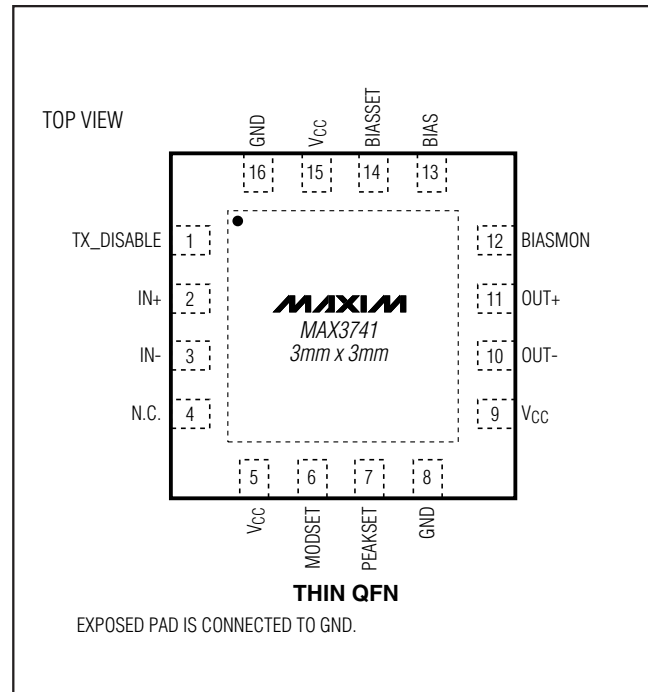 TOP VIEW
GND
VCC
BIASSET
BIAS
16
15
14
13
TX_DISABLE 1
12 BIASMON
IN+ 2
11 OUT+
MAXIM
MAX3741
3mm x 3mm
IN- 3
10 OUT-
N.C. 4
9 VCC
5
6
7
8
VCC
MODSET
PEAKSET
GND
THIN QFN
EXPOSED PAD IS CONNECTED TO GND.